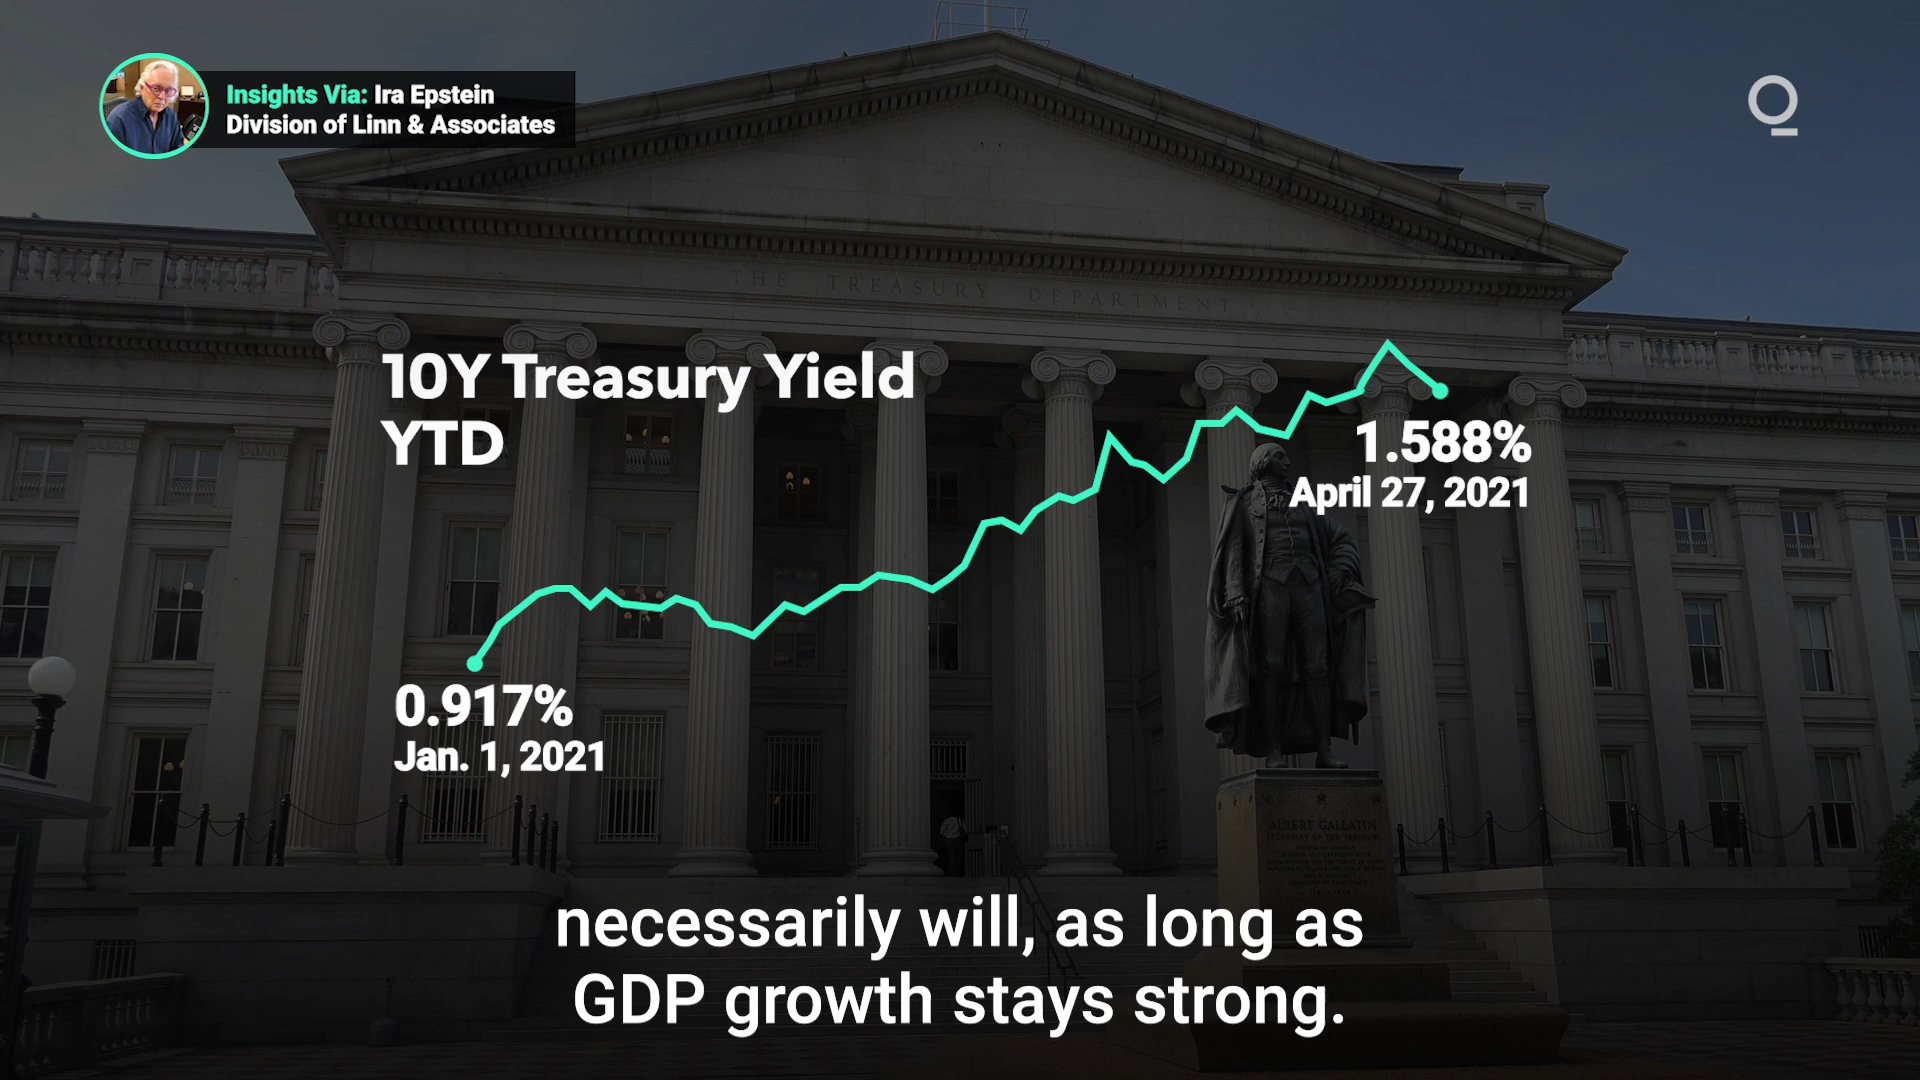 Insights Via: Ira Epstein
Division of Linn & Associates
THE TREASURY DEPARTMENT
10Y Treasury Yield
YTD
1.588%
April 27, 2021
0.917%
Jan. 1, 2021
ALBERT GALLATIN
necessarily will, as long as
GDP growth stays strong.